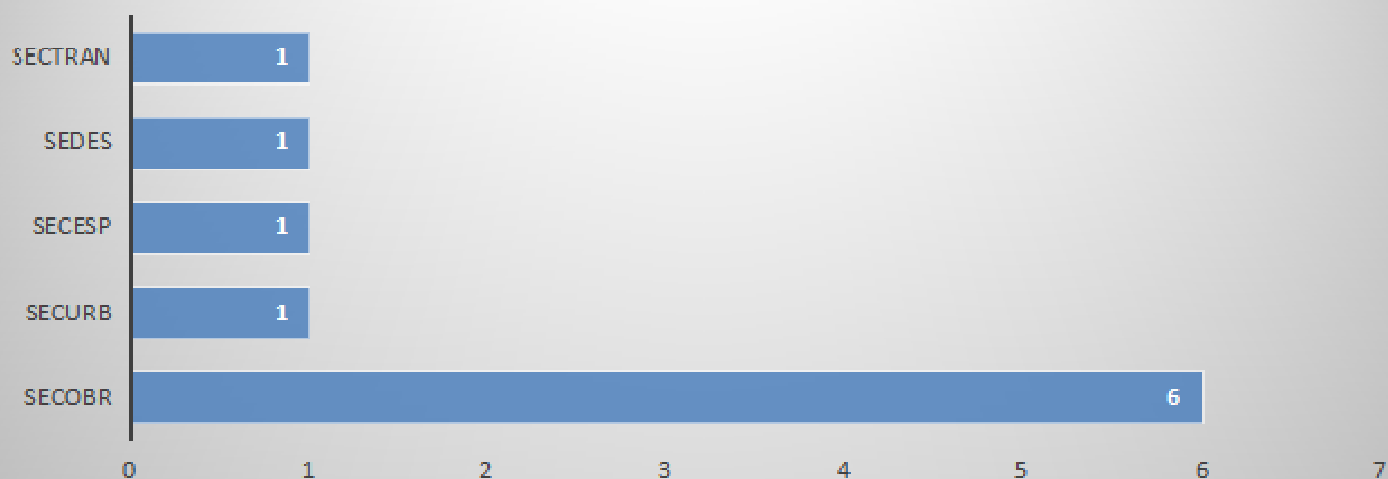 SECTRAN 1
SEDES 1
SECESP 1
SECURB 1
SECOBR 6
0 1 2 3 4 5 6 7